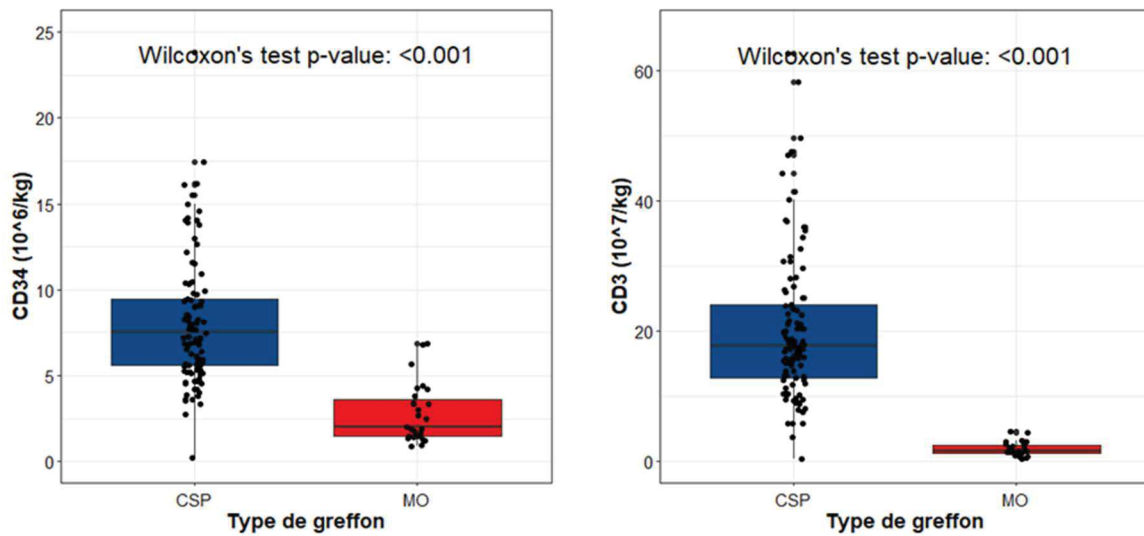 Wilcoxon's test p-value: <0.001
CD34 (10^6/kg)
25
20
15
10
5
0
CSP
MO
Type de greffon
Wilcoxon's test p-value: <0.001
CD3 (10^7/kg)
60
40
20
0
CSP
MO
Type de greffon